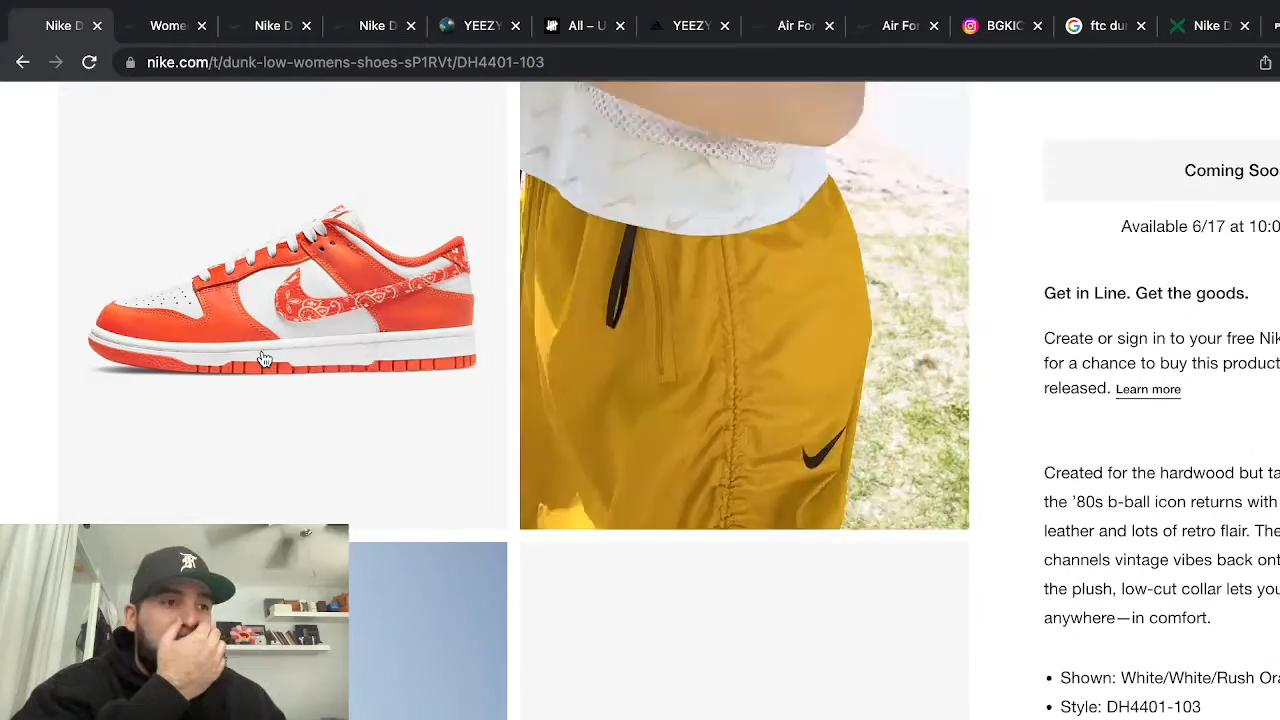 Nike D
Wome
Nike D
Nike D
YEEZY
All – U
YEEZY
Air For
Air For
BGKIC
ftc du
Nike D
nike.com/t/dunk-low-womens-shoes-sP1RVt/DH4401-103
Coming Soo
Available 6/17 at 10:0
Get in Line. Get the goods.
Create or sign in to your free Nik
for a chance to buy this product
released. Learn more
Created for the hardwood but ta
the '80s b-ball icon returns with
leather and lots of retro flair. The
channels vintage vibes back ont
the plush, low-cut collar lets you
anywhere—in comfort.
• Shown: White/White/Rush Ora
• Style: DH4401-103